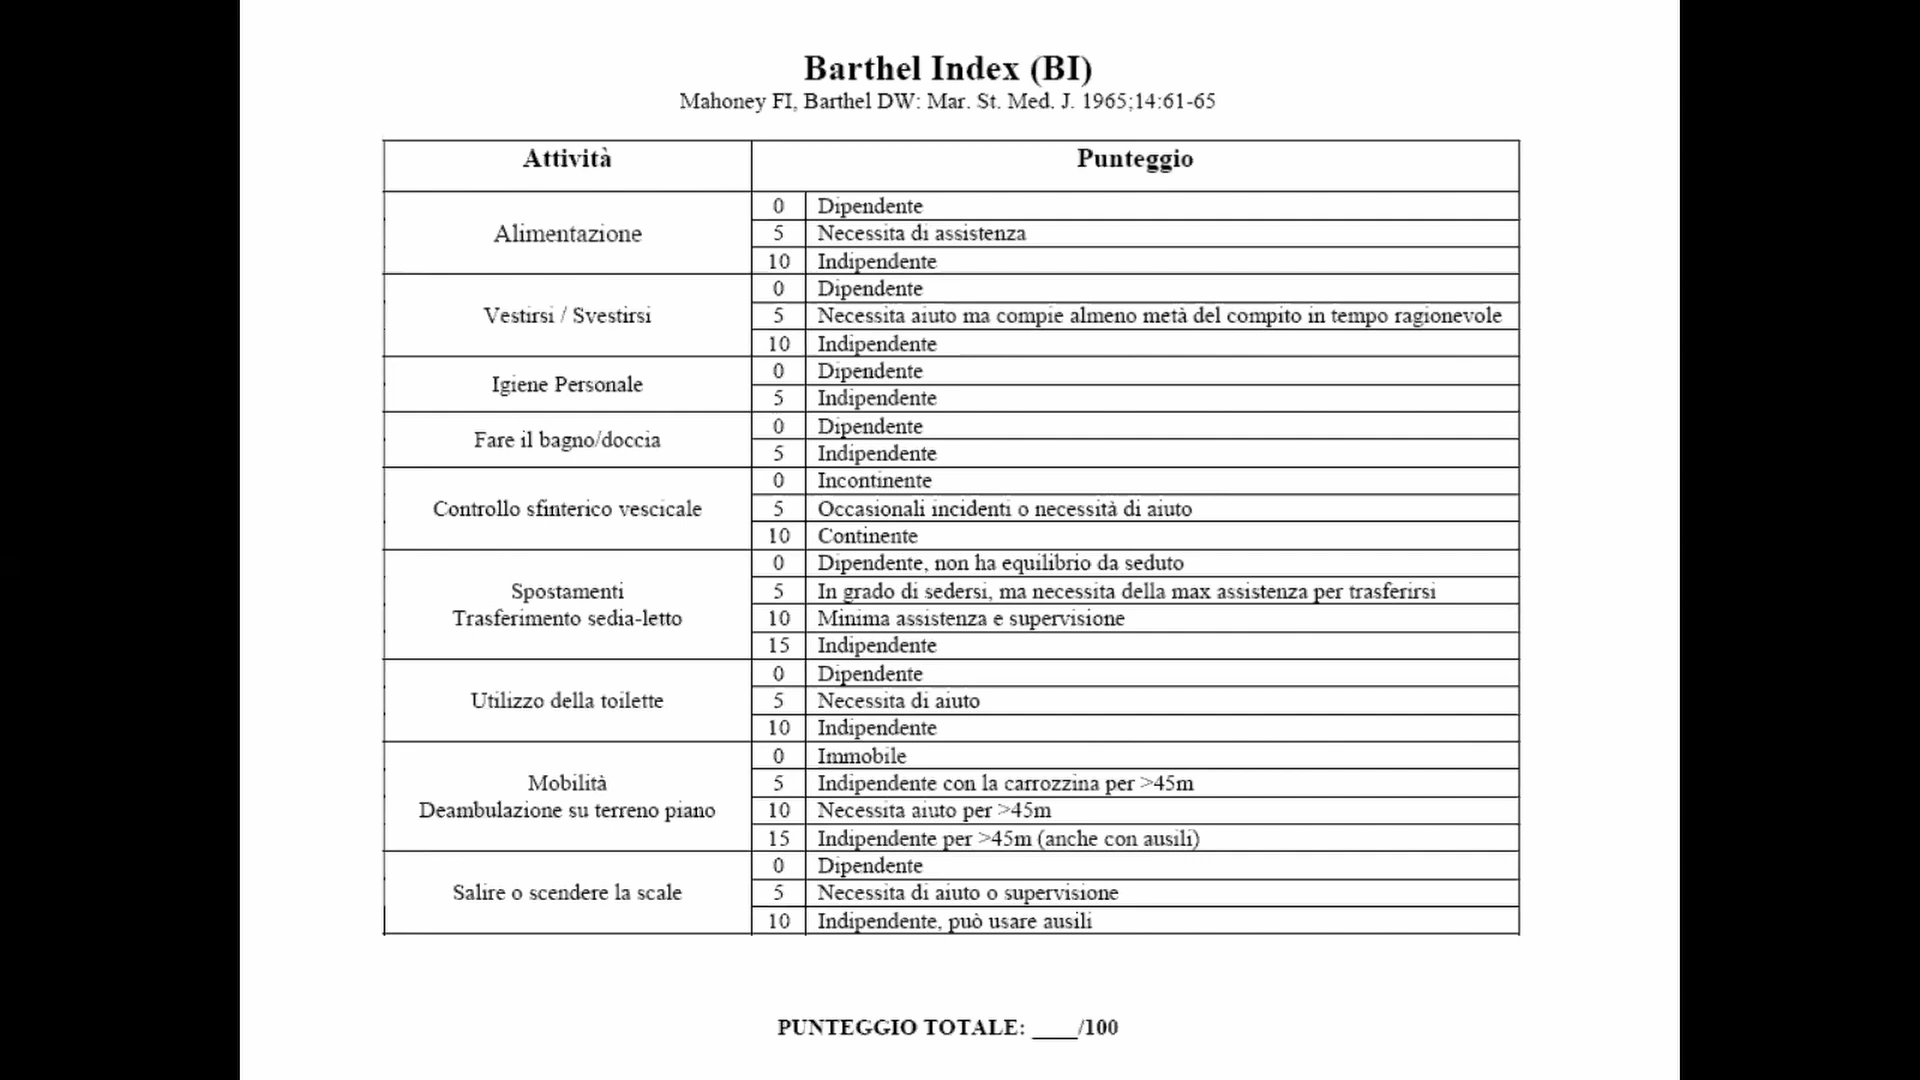 Barthel Index (BI)
Mahoney FI, Barthel DW: Mar. St. Med. J. 1965;14:61-65
Attività Punteggio
Alimentazione
0 Dipendente
5 Necessita di assistenza
10 Indipendente
Vestirsi / Svestirsi
0 Dipendente
5 Necessita aiuto ma compie almeno metà del compito in tempo ragionevole
10 Indipendente
Igiene Personale
0 Dipendente
5 Indipendente
Fare il bagno/doccia
0 Dipendente
5 Indipendente
Controllo sfinterico vescicale
0 Incontinente
5 Occasionali incidenti o necessità di aiuto
10 Continente
Spostamenti
Trasferimento sedia-letto
0 Dipendente, non ha equilibrio da seduto
5 In grado di sedersi, ma necessita della max assistenza per trasferirsi
10 Minima assistenza e supervisione
15 Indipendente
Utilizzo della toilette
0 Dipendente
5 Necessita di aiuto
10 Indipendente
Mobilità
Deambulazione su terreno piano
0 Immobile
5 Indipendente con la carrozzina per >45m
10 Necessita aiuto per >45m
15 Indipendente per >45m (anche con ausili)
Salire o scendere la scale
0 Dipendente
5 Necessita di aiuto o supervisione
10 Indipendente, può usare ausili
PUNTEGGIO TOTALE: ____/100